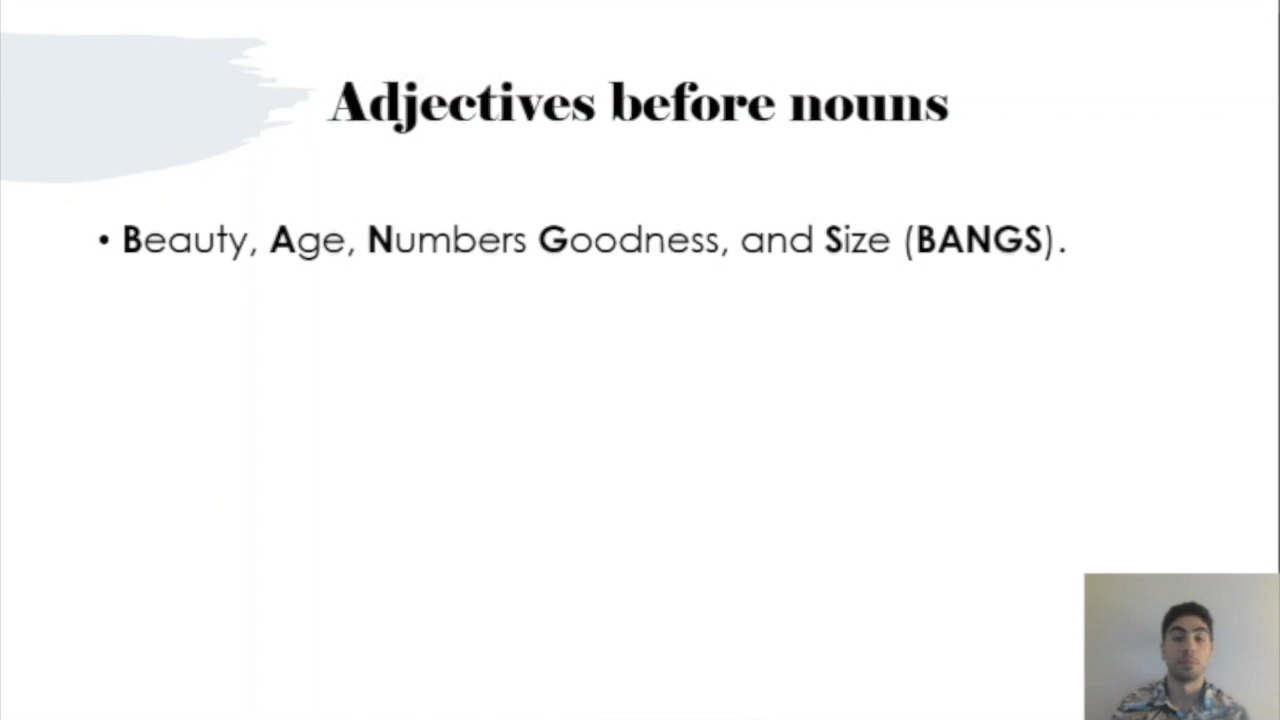 Adjectives before nouns
• Beauty, Age, Numbers Goodness, and Size (BANGS).